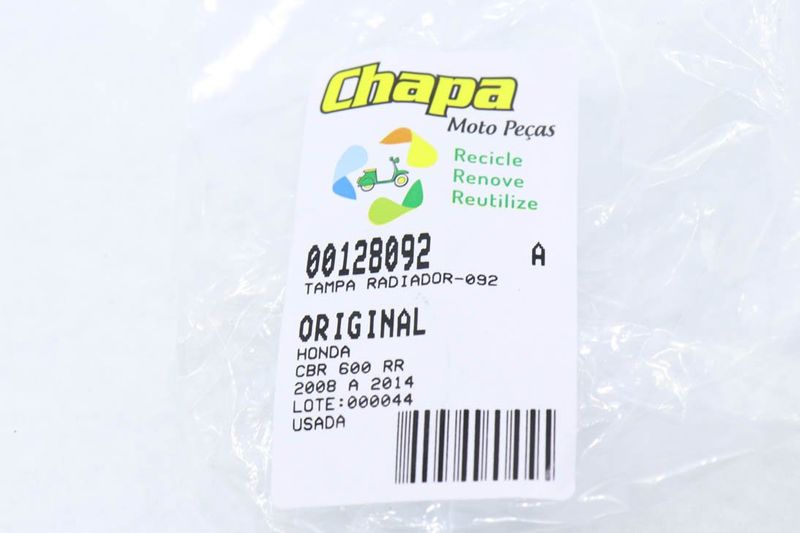 Chapa
Moto Peças
Recicle
Renove
Reutilize
00128092 A
TAMPA RADIADOR-092
ORIGINAL
HONDA
CBR 600 RR
2008 A 2014
LOTE:000044
USADA